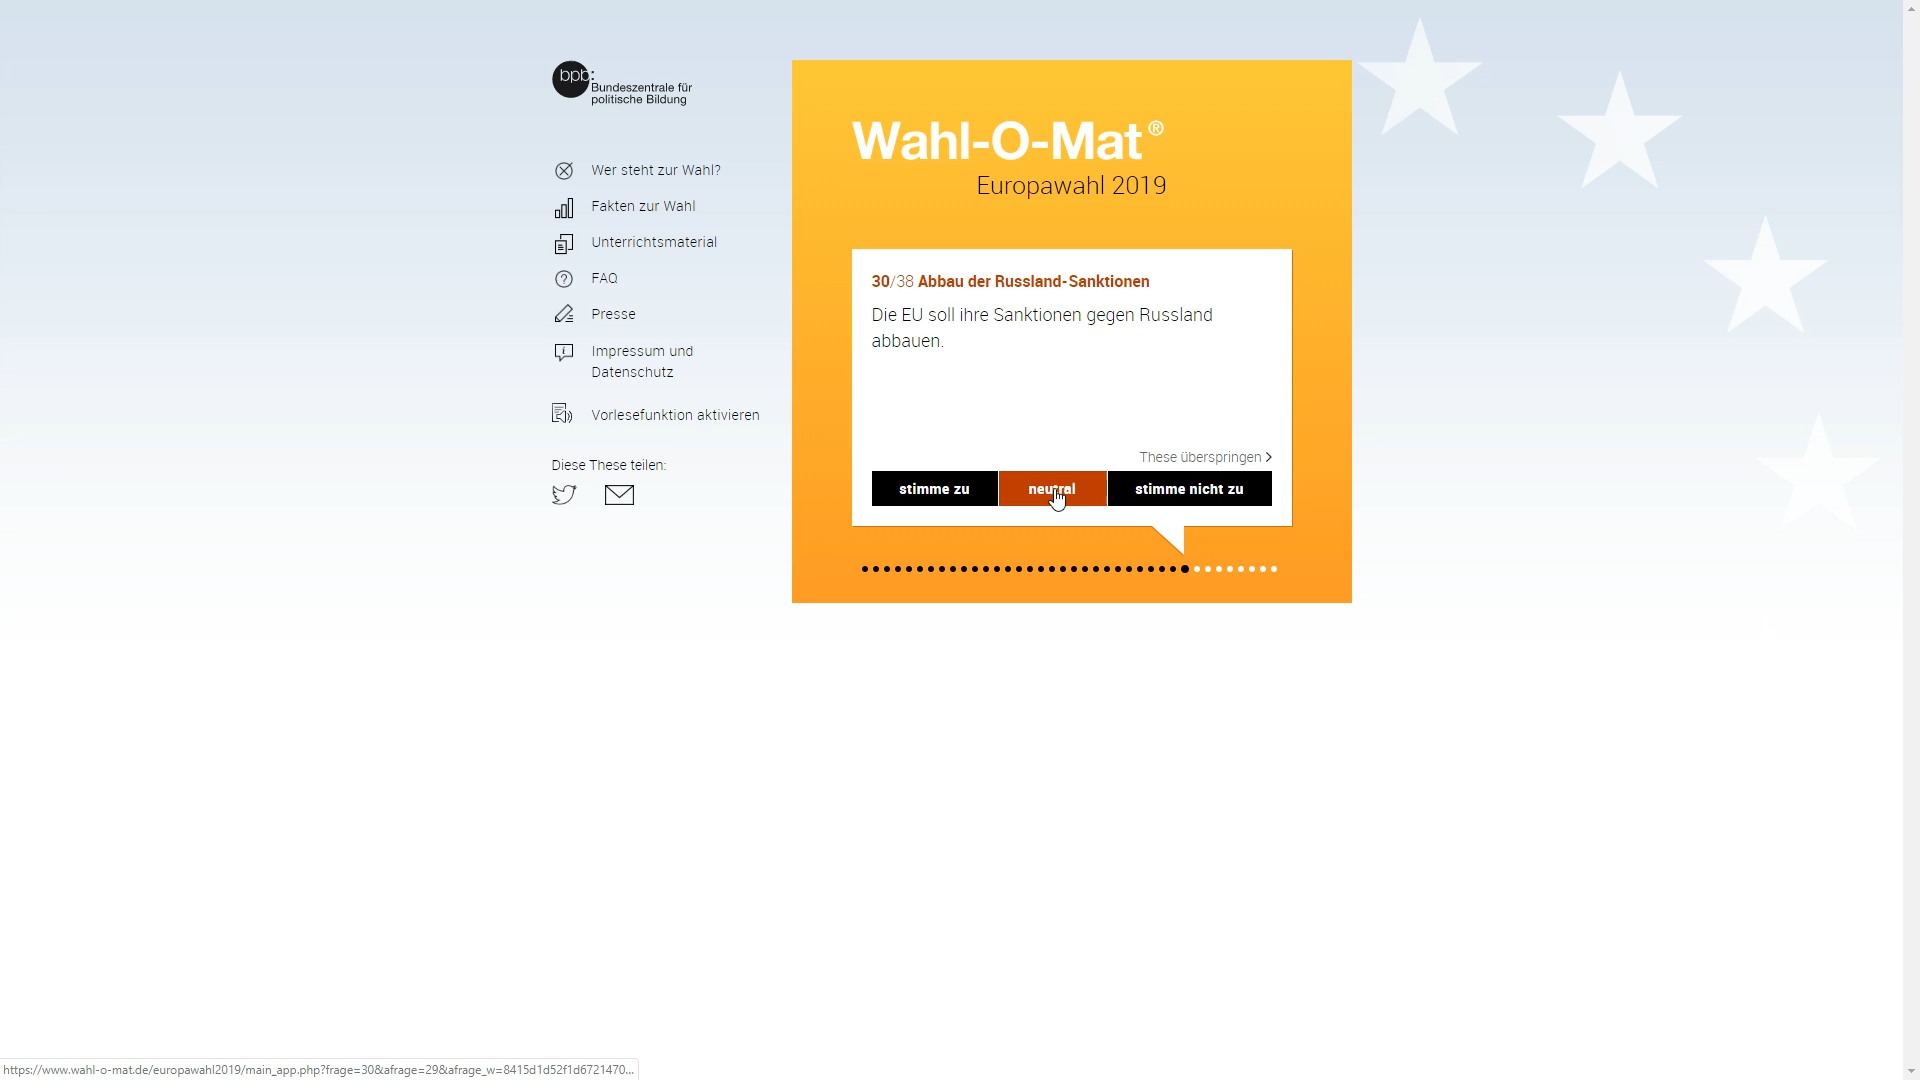 bpb:
Bundeszentrale für
politische Bildung
Wer steht zur Wahl?
Fakten zur Wahl
Unterrichtsmaterial
FAQ
Presse
Impressum und
Datenschutz
Vorlesefunktion aktivieren
Diese These teilen:
Wahl-O-Mat®
Europawahl 2019
30/38 Abbau der Russland-Sanktionen
Die EU soll ihre Sanktionen gegen Russland
abbauen.
These überspringen
stimme zu neutral stimme nicht zu
https://www.wahl-o-mat.de/europawahl2019/main_app.php?frage=30&afrage=29&afrage_w=8415d1d52f1d6721470...